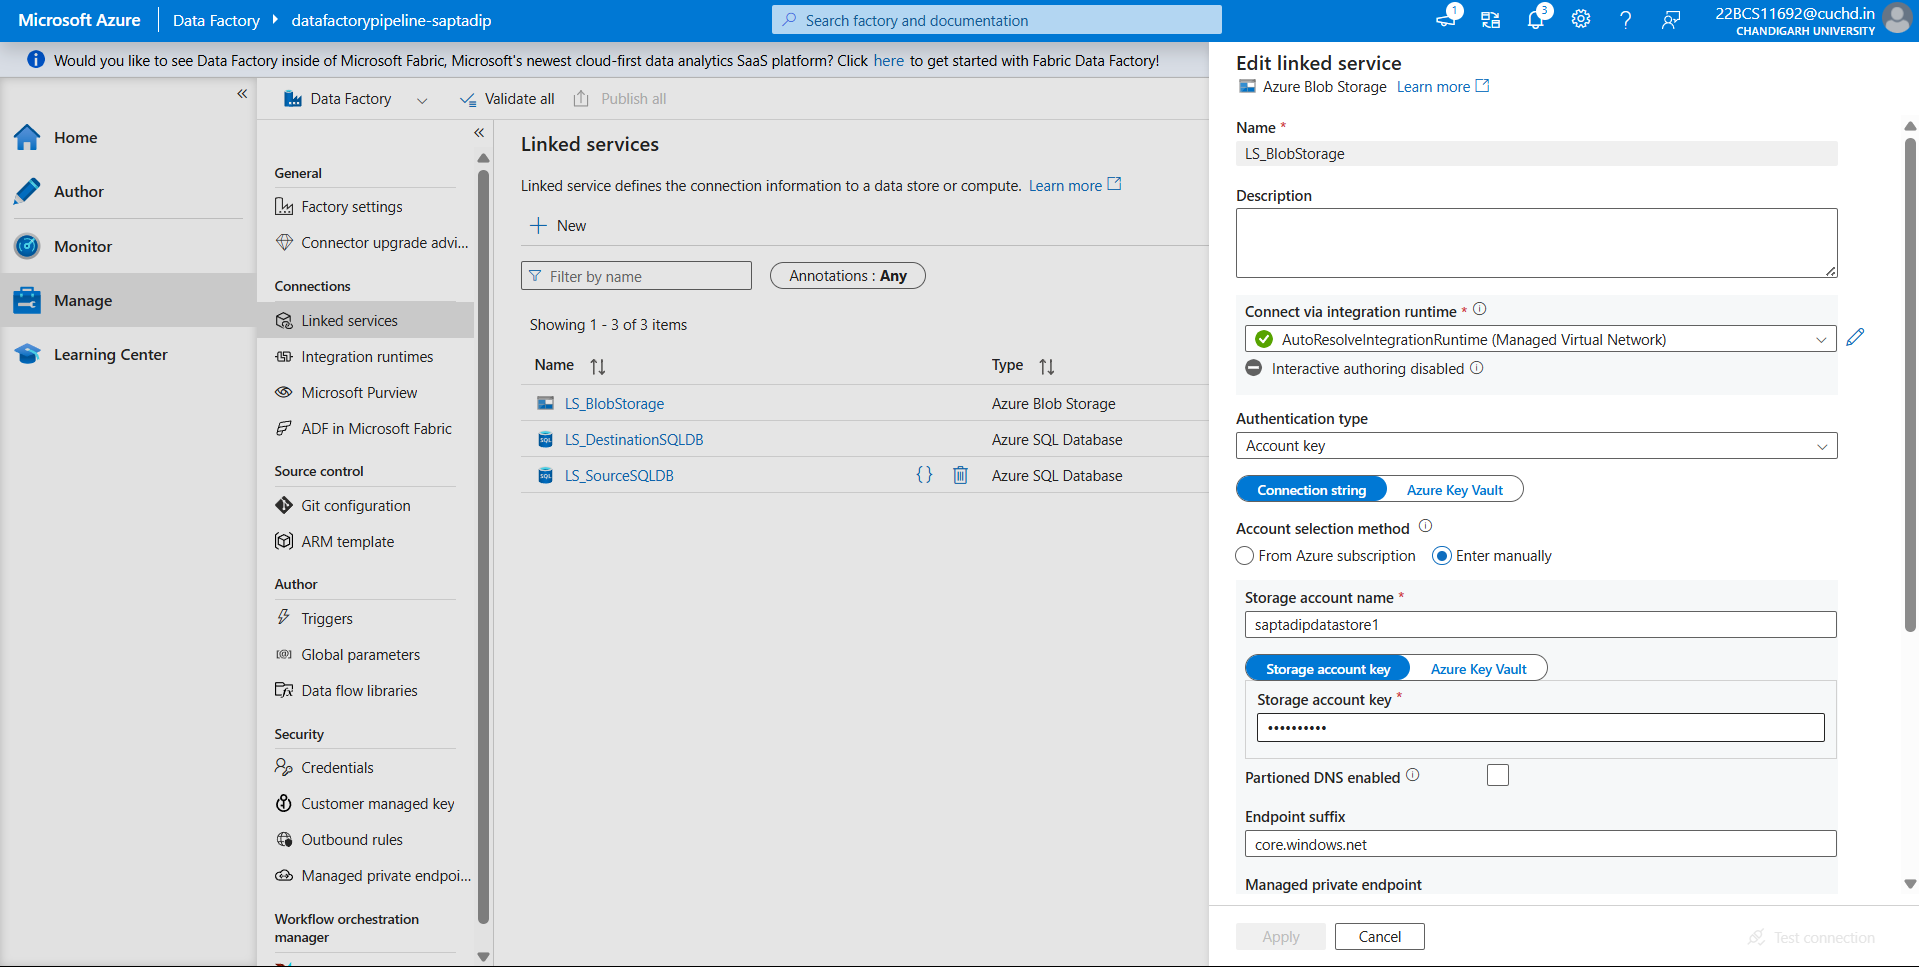 Microsoft Azure
Data Factory
datafactorypipeline-saptadip
Search factory and documentation
1
3
22BCS11692@cuchd.in
CHANDIGARH UNIVERSITY
Would you like to see Data Factory inside of Microsoft Fabric, Microsoft's newest cloud-first data analytics SaaS platform? Click here to get started with Fabric Data Factory!
Home
Author
Monitor
Manage
Learning Center
Data Factory
Validate all
Publish all
General
Factory settings
Connector upgrade advi...
Connections
Linked services
Integration runtimes
Microsoft Purview
ADF in Microsoft Fabric
Source control
Git configuration
ARM template
Author
Triggers
Global parameters
Data flow libraries
Security
Credentials
Customer managed key
Outbound rules
Managed private endpoi...
Workflow orchestration
manager
Linked services
Linked service defines the connection information to a data store or compute. Learn more
New
Filter by name
Annotations : Any
Showing 1 - 3 of 3 items
Name
Type
LS_BlobStorage
Azure Blob Storage
LS_DestinationSQLDB
Azure SQL Database
LS_SourceSQLDB
{}
Azure SQL Database
Edit linked service
Azure Blob Storage Learn more
Name *
LS_BlobStorage
Description
Connect via integration runtime *
AutoResolveIntegrationRuntime (Managed Virtual Network)
Interactive authoring disabled
Authentication type
Account key
Connection string
Azure Key Vault
Account selection method
From Azure subscription
Enter manually
Storage account name *
saptadipdatastore1
Storage account key
Azure Key Vault
Storage account key *
••••••••••
Partioned DNS enabled
Endpoint suffix
core.windows.net
Managed private endpoint
Apply
Cancel
Test connection